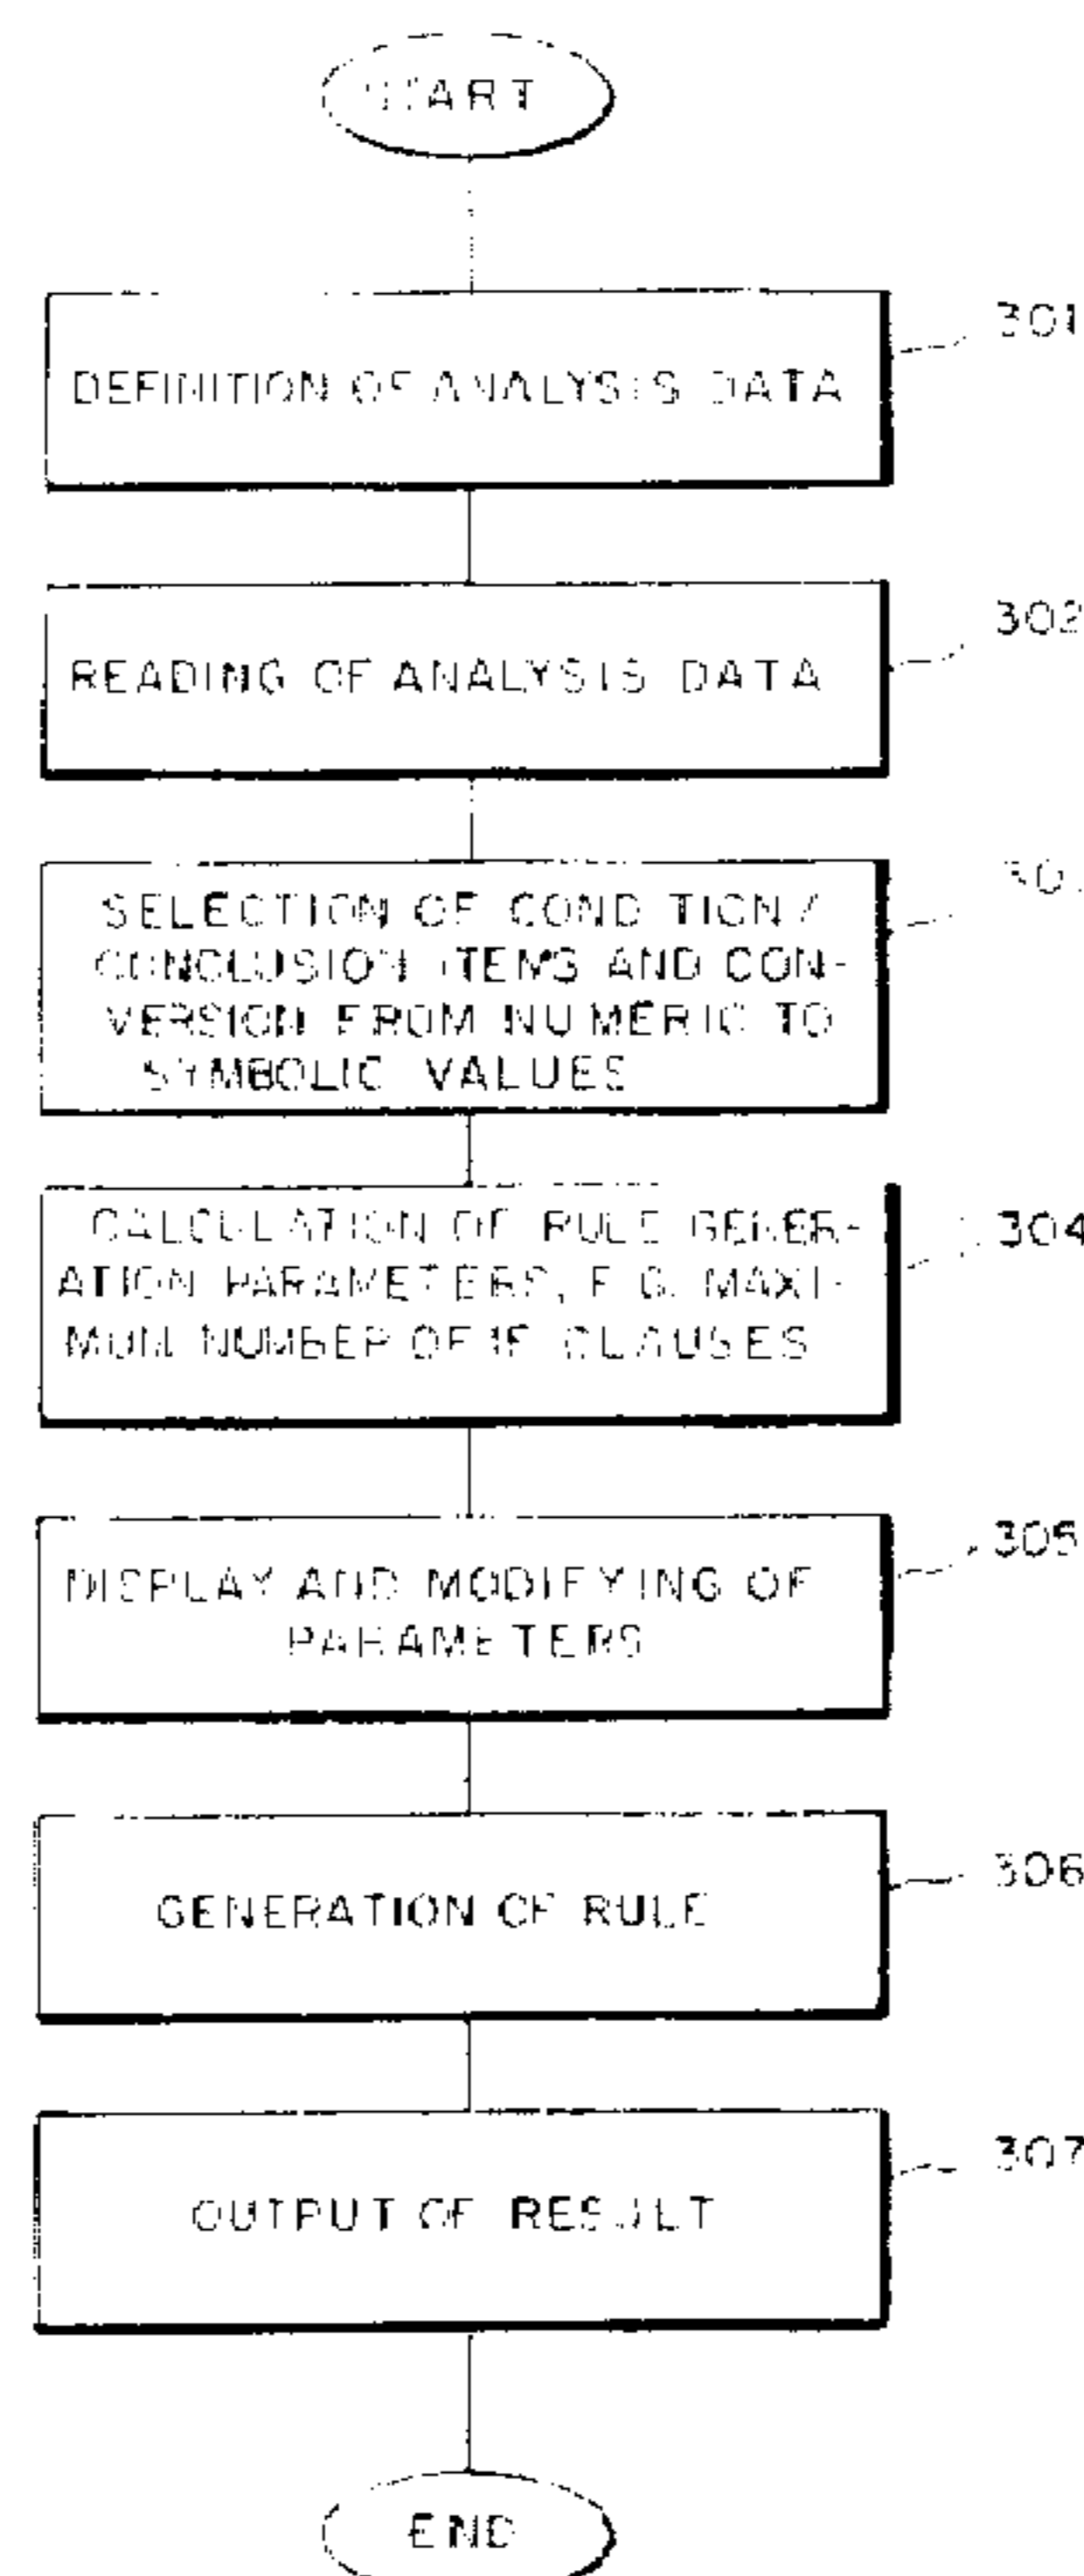 START
301
DEFINITION OF ANALYSIS DATA
302
READING OF ANALYSIS DATA
SELECTION OF CONDITION /
CONCLUSION ITEMS AND CON-
VERSION FROM NUMERIC TO
SYMBOLIC VALUES
304
CALCULATION OF RULE GENER-
ATION PARAMETERS, E.G. MAXI-
MUM NUMBER OF IF CLAUSES
305
DISPLAY AND MODIFYING OF
PARAMETERS
306
GENERATION OF RULE
307
OUTPUT OF RESULT
END